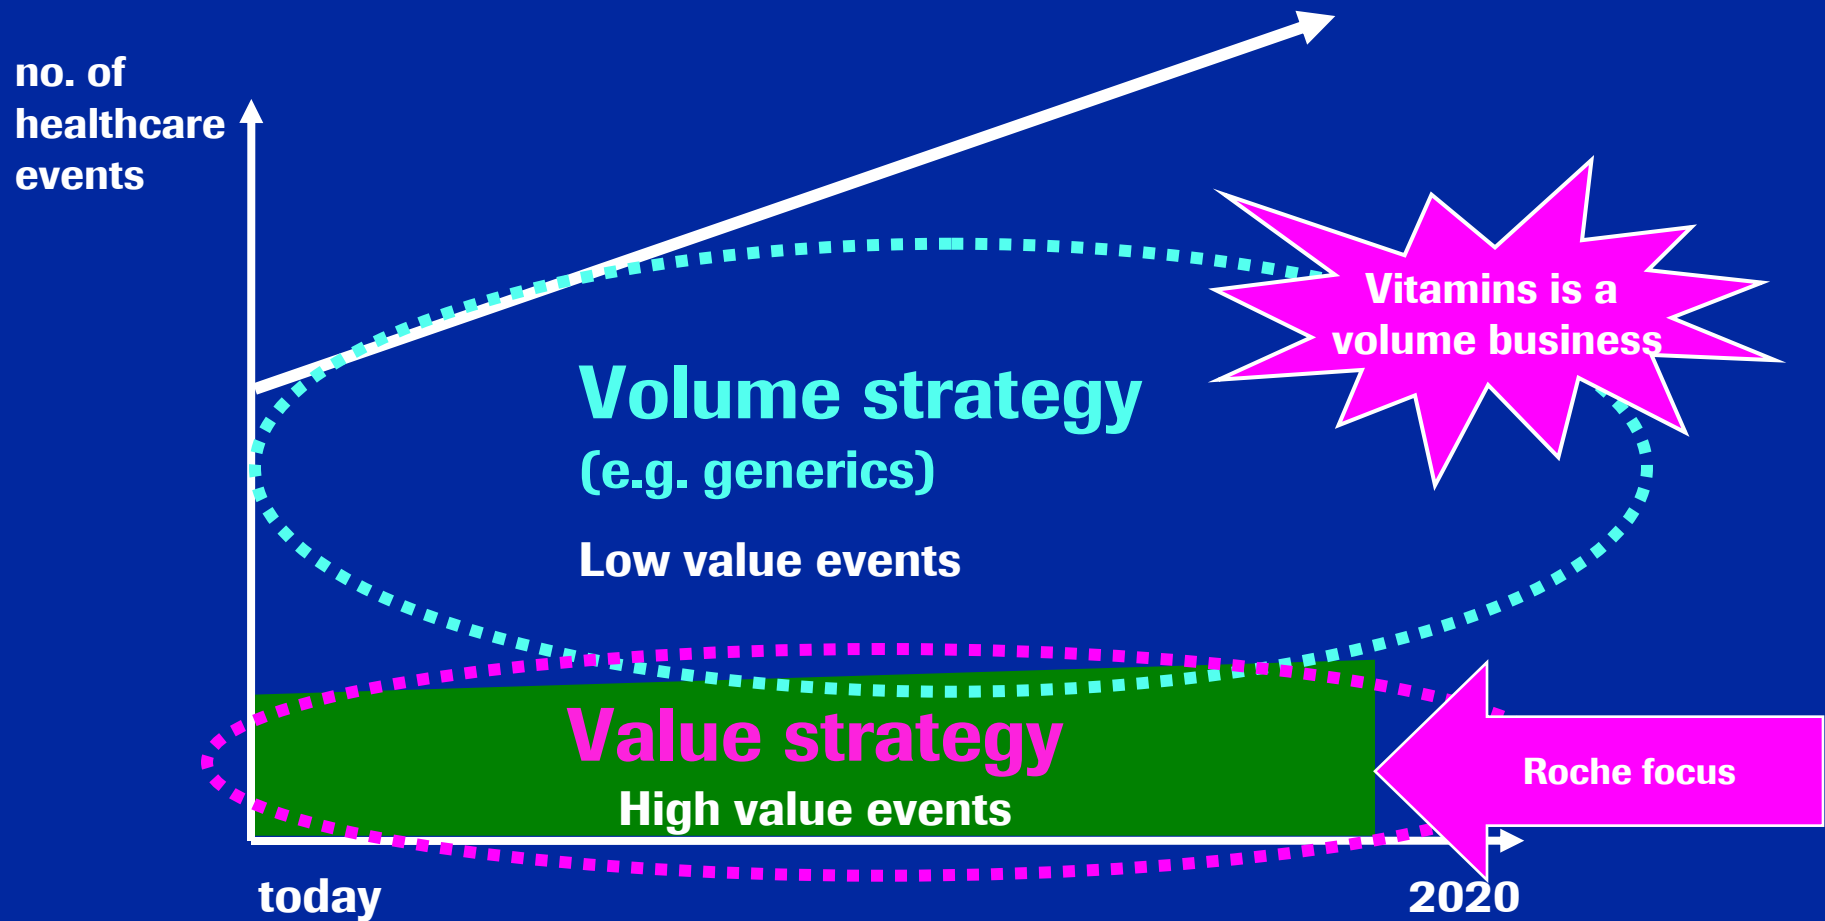 no. of
healthcare
events
Vitamins is a
volume business
Volume strategy
(e.g. generics)
Low value events
Value strategy
High value events
Roche focus
today
2020